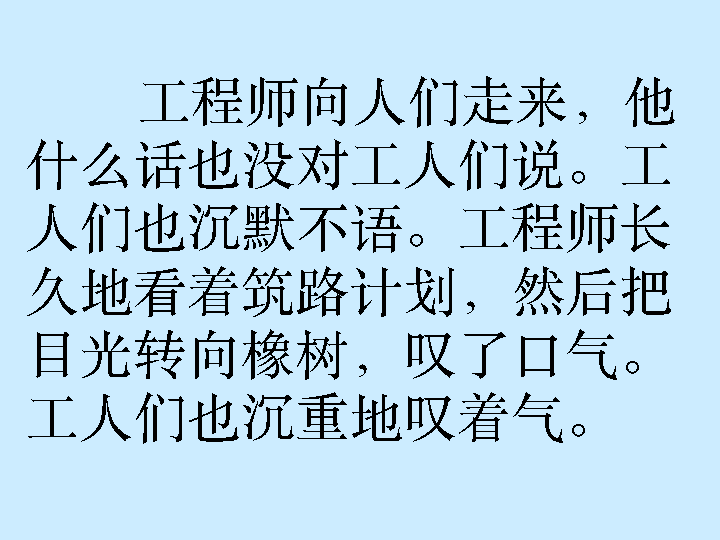 工程师向人们走来，他
什么话也没对工人们说。工
人们也沉默不语。工程师长
久地看着筑路计划，然后把
目光转向橡树，叹了口气。
工人们也沉重地叹着气。